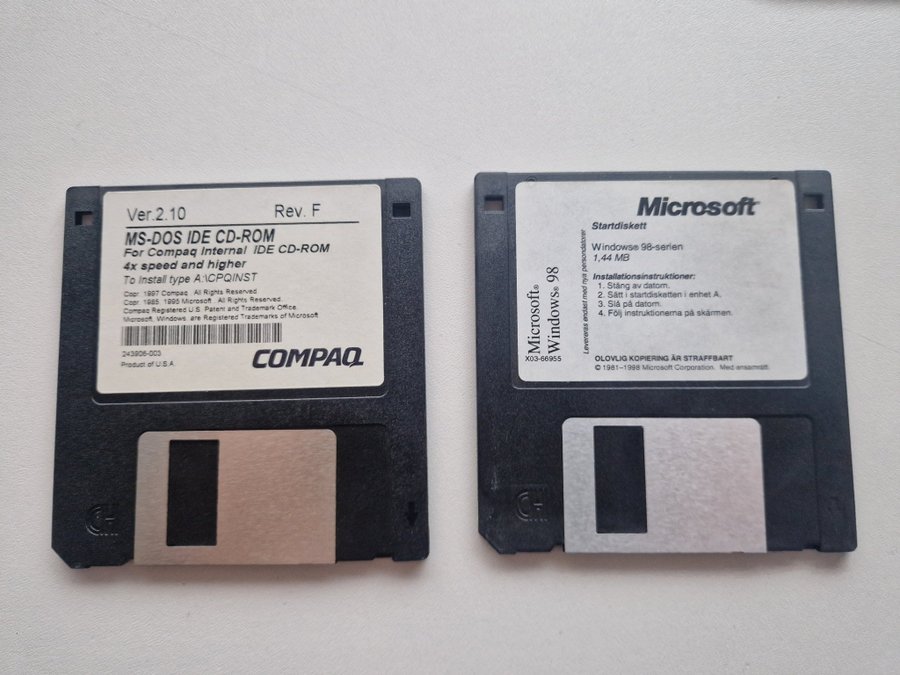 Ver.2.10 Rev. F
MS-DOS IDE CD-ROM
For Compaq Internal IDE CD-ROM
4x speed and higher
To Install type A:\CPQINST
Copr. 1997 Compaq. All Rights Reserved.
Copr. 1985, 1995 Microsoft. All Rights Reserved.
Compaq Registered U.S. Patent and Trademark Office.
Microsoft, Windows, are Registered Trademarks of Microsoft
243906-003
Product of U.S.A.
COMPAQ
Microsoft
Startdiskett
Windows® 98-serien
1,44 MB
Installationsinstruktioner:
1. Stäng av datorn.
2. Sätt i startdisketten i enhet A.
3. Slå på datorn.
4. Följ instruktionerna på skärmen.
Levereras endast med nya persondatorer
Microsoft®
Windows® 98
X03-66955
OLOVLIG KOPIERING ÄR STRAFFBART
© 1981–1998 Microsoft Corporation. Med ensamrätt.